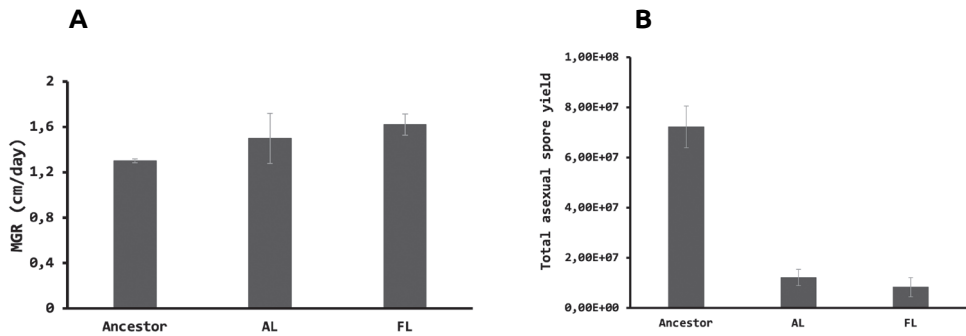 A
MGR (cm/day)
2
1,6
1,2
0,8
0,4
0
Ancestor AL FL
B
Total asexual spore yield
1,00E+08
8,00E+07
6,00E+07
4,00E+07
2,00E+07
0,00E+00
Ancestor AL FL